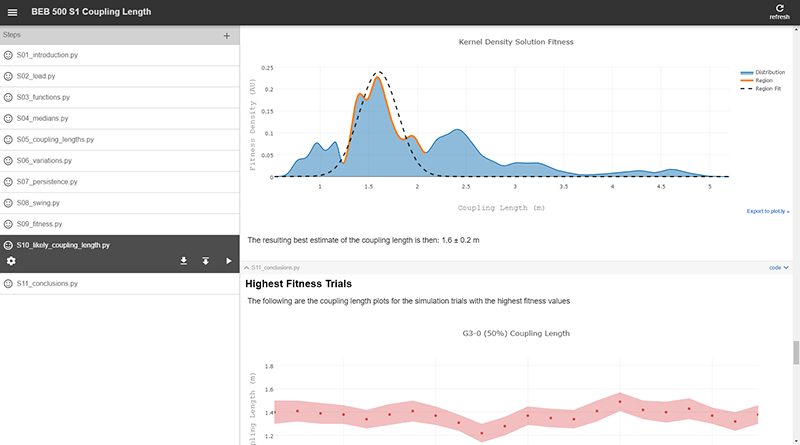 BEB 500 S1 Coupling Length
refresh
Steps
+
S01_introduction.py
S02_load.py
S03_functions.py
S04_medians.py
S05_coupling_lengths.py
S06_variations.py
S07_persistence.py
S08_swing.py
S09_fitness.py
S10_likely_coupling_length.py
S11_conclusions.py
Kernel Density Solution Fitness
Fitness Density (AU)
0.25
0.2
0.15
0.1
0.05
0
1
1.5
2
2.5
3
3.5
4
4.5
5
Coupling Length (m)
Distribution
Region
Region Fit
Export to plotly »
The resulting best estimate of the coupling length is then: 1.6 ± 0.2 m
S11_conclusions.py
code
Highest Fitness Trials
The following are the coupling length plots for the simulation trials with the highest fitness values
G3-0 (50%) Coupling Length
pling Length (m)
1.8
1.6
1.4
1.2